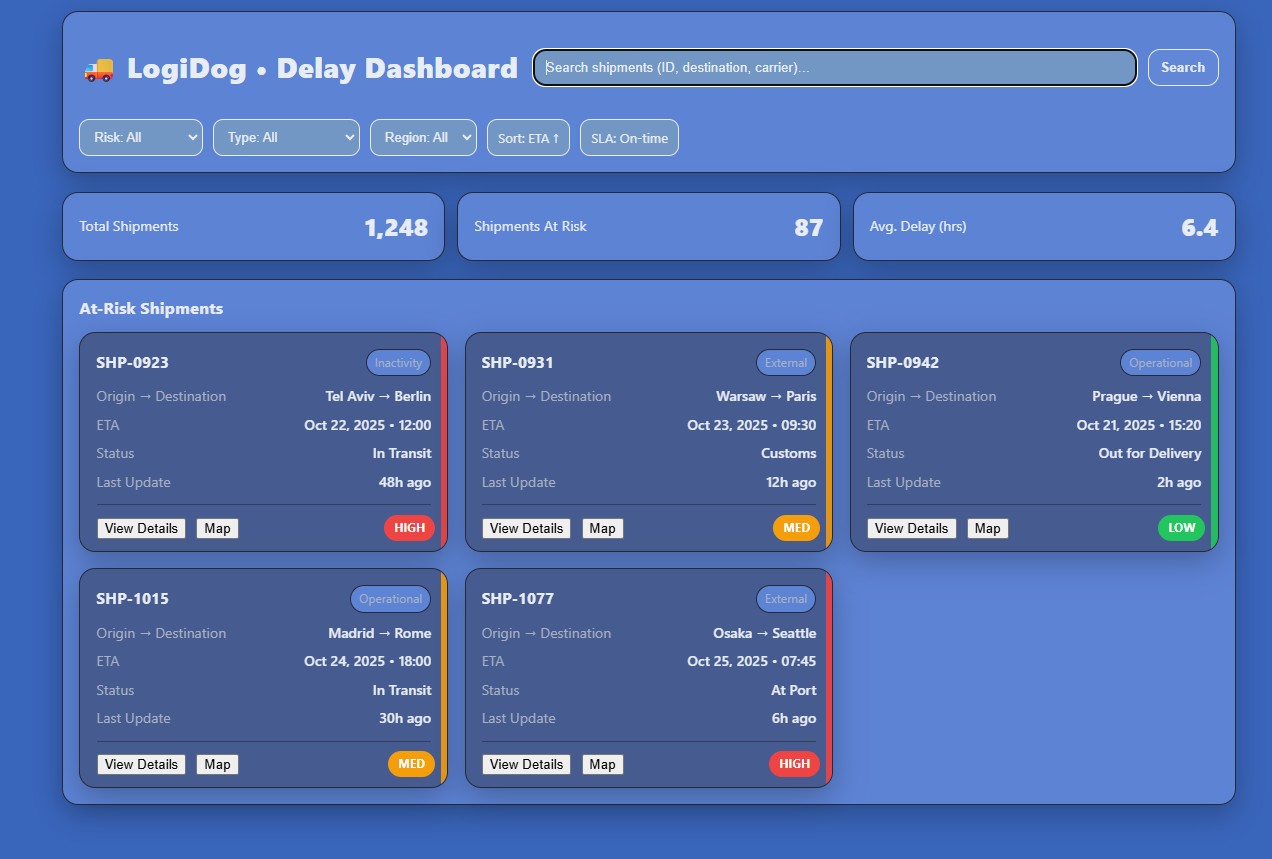 🚚 LogiDog • Delay Dashboard
Search shipments (ID, destination, carrier)...
Search
Risk: All
Type: All
Region: All
Sort: ETA ↑
SLA: On-time
Total Shipments 1,248
Shipments At Risk 87
Avg. Delay (hrs) 6.4
At-Risk Shipments
SHP-0923 Inactivity
Origin → Destination Tel Aviv → Berlin
ETA Oct 22, 2025 • 12:00
Status In Transit
Last Update 48h ago
View Details Map HIGH
SHP-0931 External
Origin → Destination Warsaw → Paris
ETA Oct 23, 2025 • 09:30
Status Customs
Last Update 12h ago
View Details Map MED
SHP-0942 Operational
Origin → Destination Prague → Vienna
ETA Oct 21, 2025 • 15:20
Status Out for Delivery
Last Update 2h ago
View Details Map LOW
SHP-1015 Operational
Origin → Destination Madrid → Rome
ETA Oct 24, 2025 • 18:00
Status In Transit
Last Update 30h ago
View Details Map MED
SHP-1077 External
Origin → Destination Osaka → Seattle
ETA Oct 25, 2025 • 07:45
Status At Port
Last Update 6h ago
View Details Map HIGH